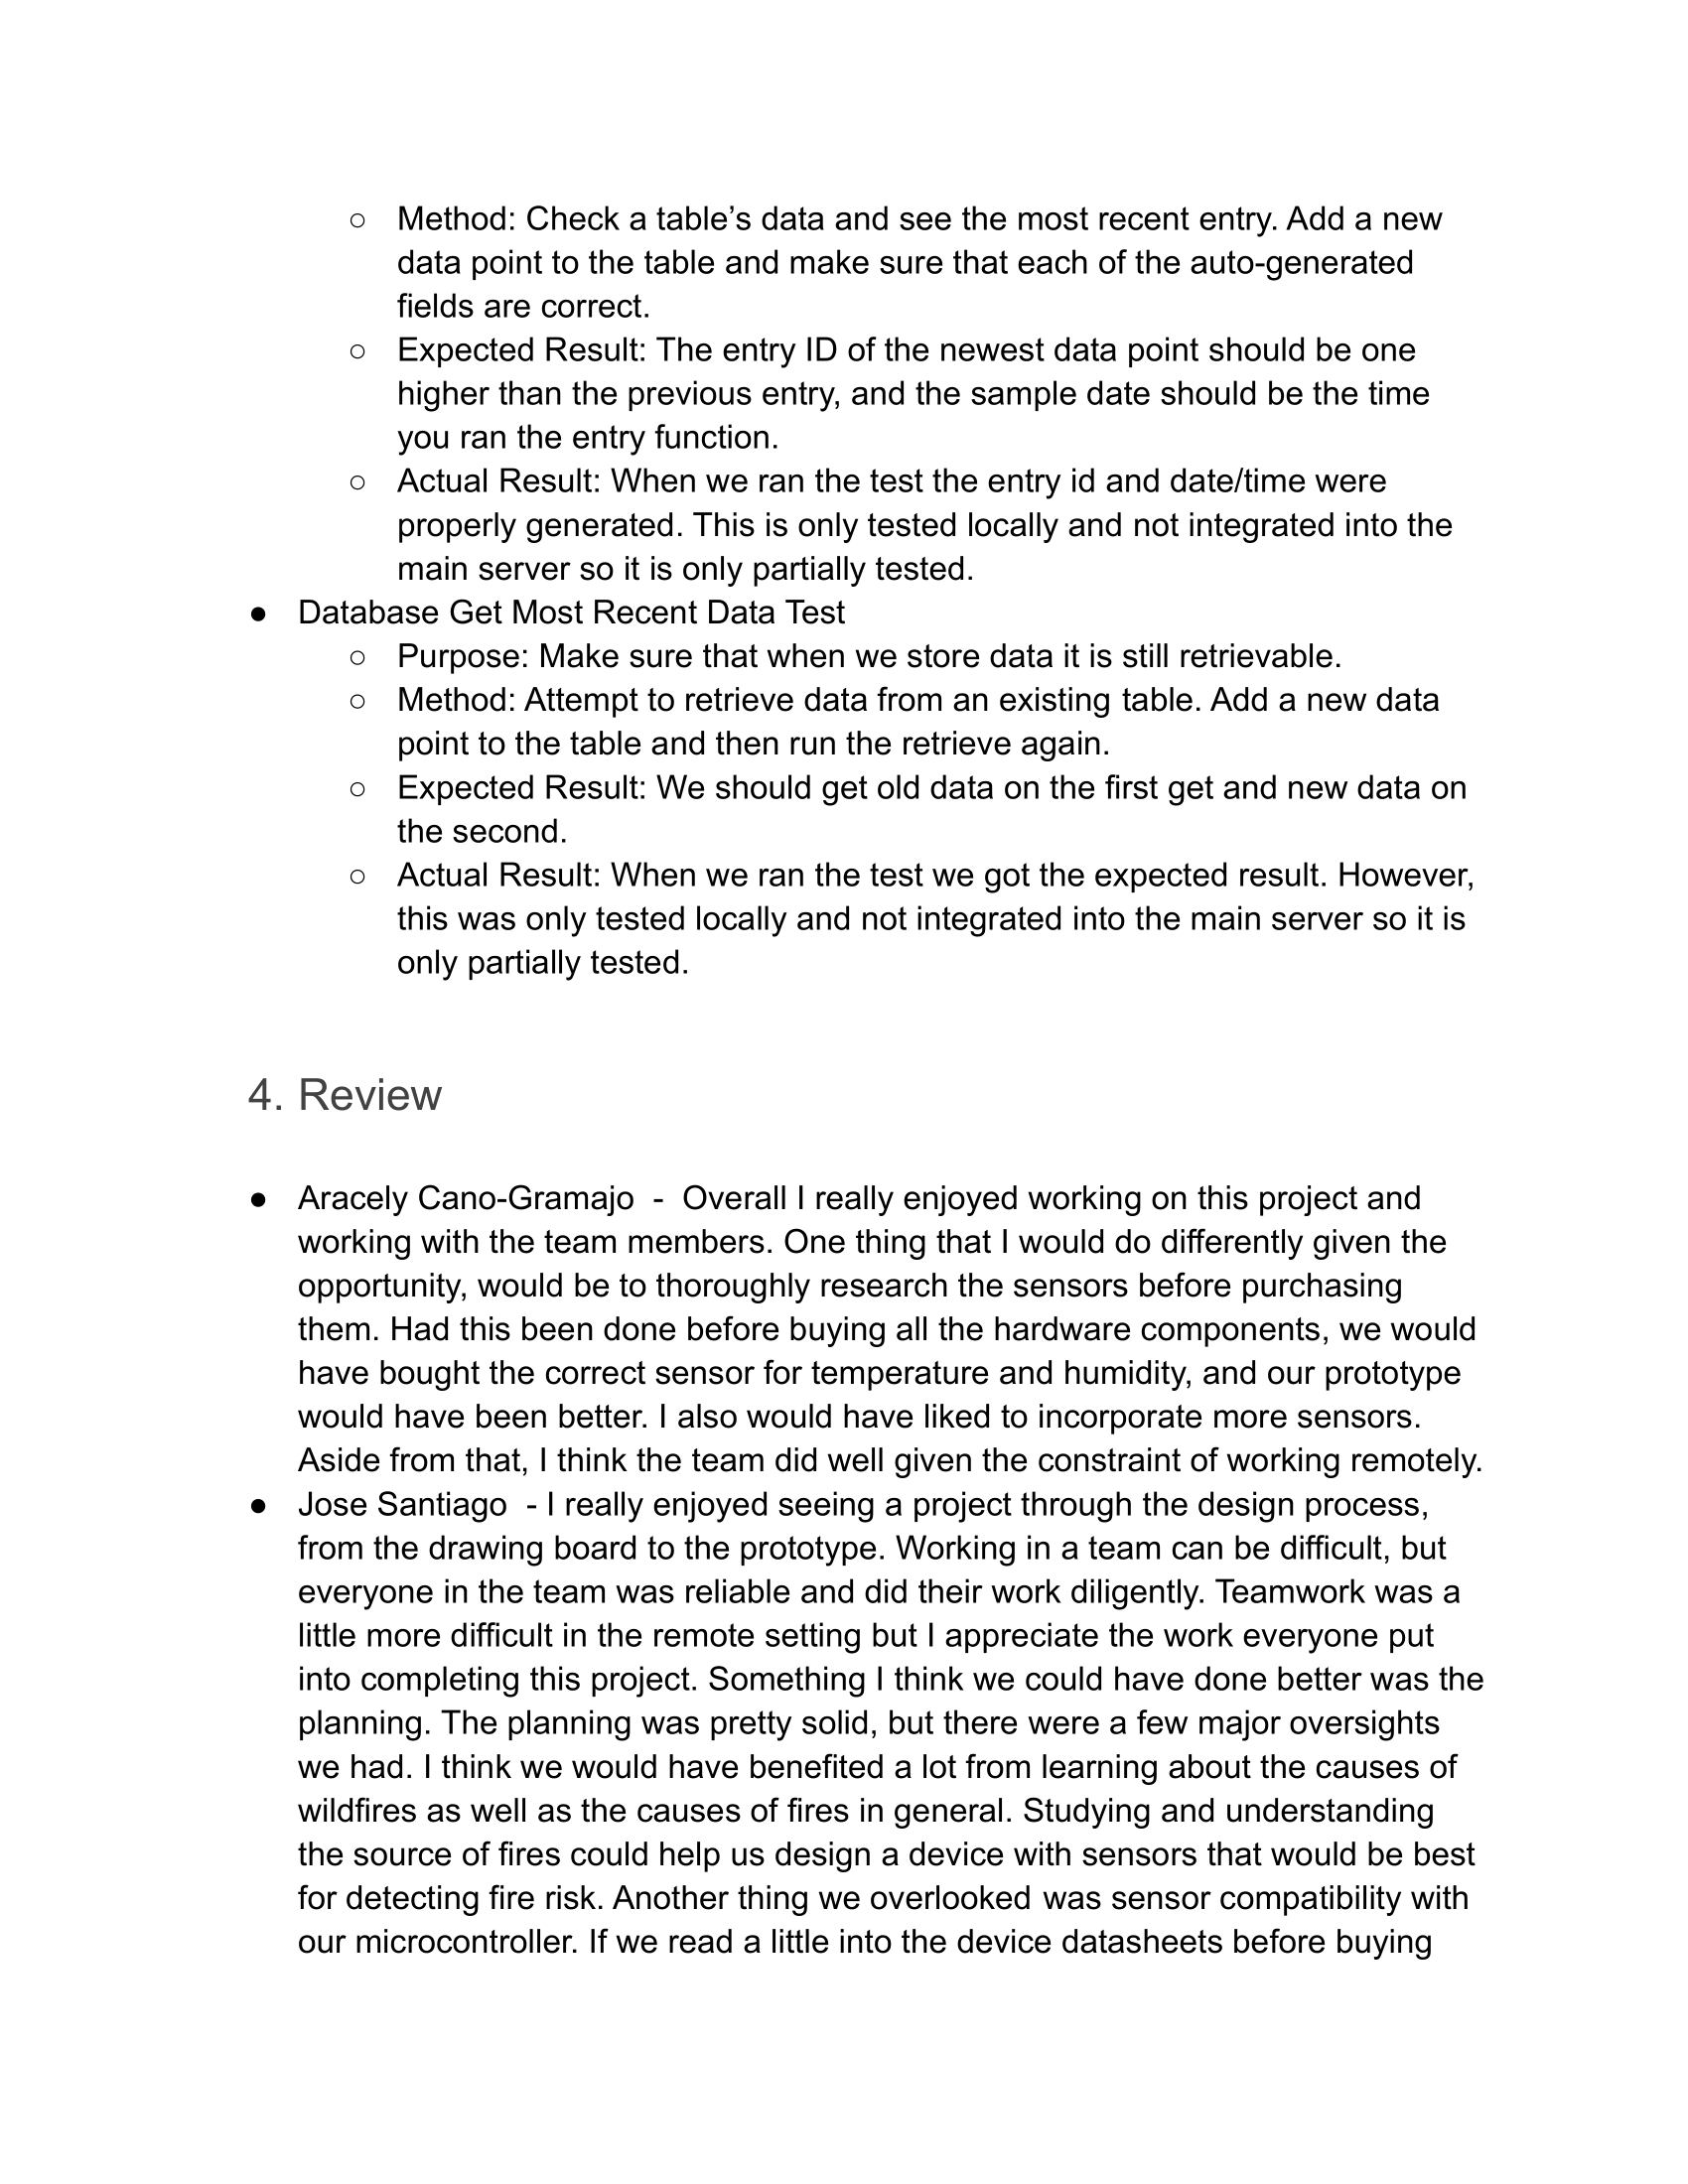 ○ Method: Check a table’s data and see the most recent entry. Add a new
data point to the table and make sure that each of the auto-generated
fields are correct.
○ Expected Result: The entry ID of the newest data point should be one
higher than the previous entry, and the sample date should be the time
you ran the entry function.
○ Actual Result: When we ran the test the entry id and date/time were
properly generated. This is only tested locally and not integrated into the
main server so it is only partially tested.
● Database Get Most Recent Data Test
○ Purpose: Make sure that when we store data it is still retrievable.
○ Method: Attempt to retrieve data from an existing table. Add a new data
point to the table and then run the retrieve again.
○ Expected Result: We should get old data on the first get and new data on
the second.
○ Actual Result: When we ran the test we got the expected result. However,
this was only tested locally and not integrated into the main server so it is
only partially tested.
4. Review
● Aracely Cano-Gramajo  -  Overall I really enjoyed working on this project and
working with the team members. One thing that I would do differently given the
opportunity, would be to thoroughly research the sensors before purchasing
them. Had this been done before buying all the hardware components, we would
have bought the correct sensor for temperature and humidity, and our prototype
would have been better. I also would have liked to incorporate more sensors.
Aside from that, I think the team did well given the constraint of working remotely.
● Jose Santiago  - I really enjoyed seeing a project through the design process,
from the drawing board to the prototype. Working in a team can be difficult, but
everyone in the team was reliable and did their work diligently. Teamwork was a
little more difficult in the remote setting but I appreciate the work everyone put
into completing this project. Something I think we could have done better was the
planning. The planning was pretty solid, but there were a few major oversights
we had. I think we would have benefited a lot from learning about the causes of
wildfires as well as the causes of fires in general. Studying and understanding
the source of fires could help us design a device with sensors that would be best
for detecting fire risk. Another thing we overlooked was sensor compatibility with
our microcontroller. If we read a little into the device datasheets before buying